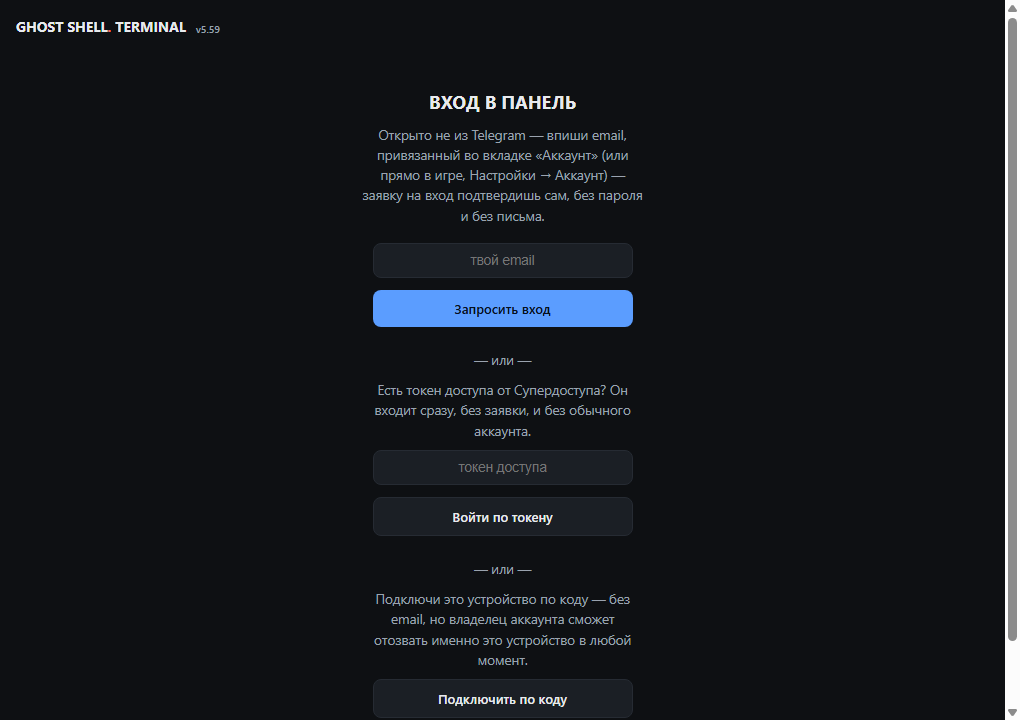 GHOST SHELL. TERMINAL v5.59
ВХОД В ПАНЕЛЬ
Открыто не из Telegram — впиши email,
привязанный во вкладке «Аккаунт» (или
прямо в игре, Настройки → Аккаунт) —
заявку на вход подтвердишь сам, без пароля
и без письма.
твой email
Запросить вход
— или —
Есть токен доступа от Супердоступа? Он
входит сразу, без заявки, и без обычного
аккаунта.
токен доступа
Войти по токену
— или —
Подключи это устройство по коду — без
email, но владелец аккаунта сможет
отозвать именно это устройство в любой
момент.
Подключить по коду